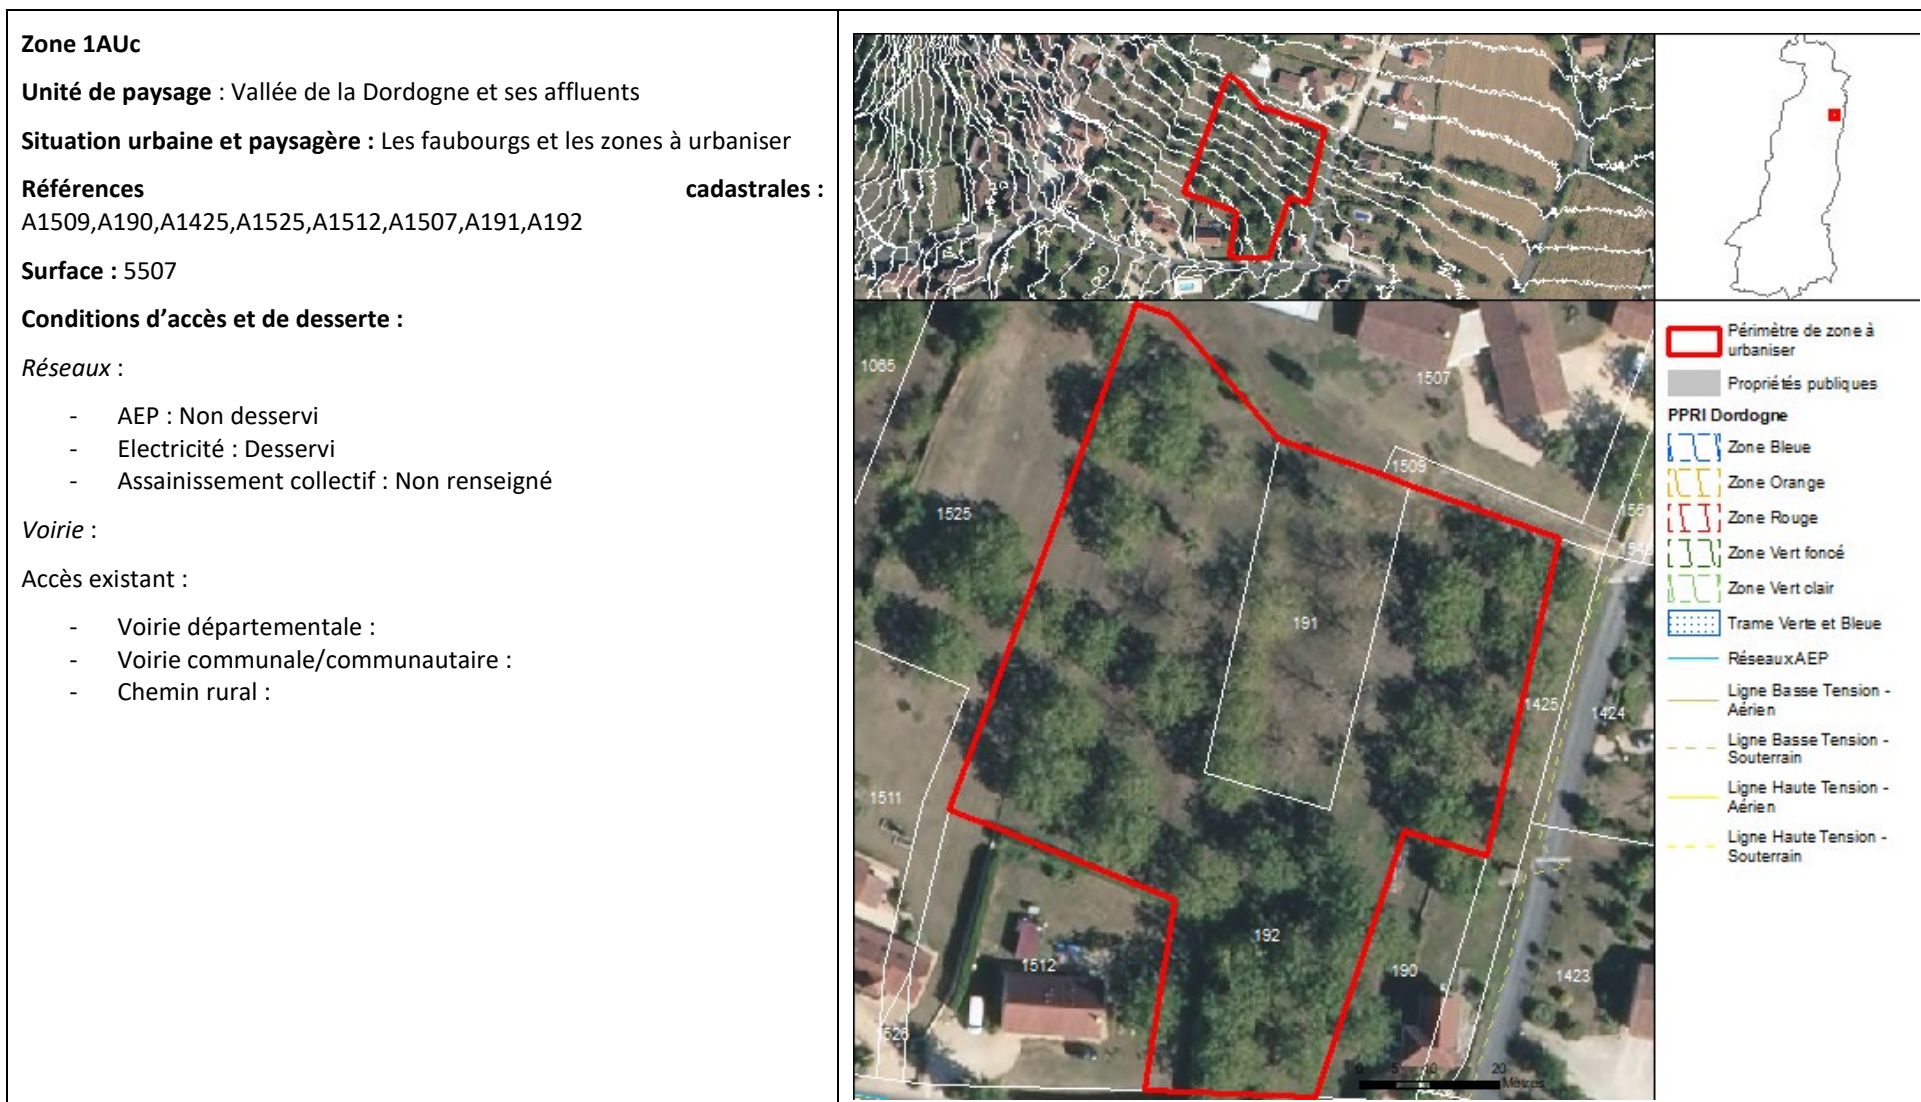 Zone 1AUc
Unité de paysage : Vallée de la Dordogne et ses affluents
Situation urbaine et paysagère : Les faubourgs et les zones à urbaniser
Références cadastrales :
A1509,A190,A1425,A1525,A1512,A1507,A191,A192
Surface : 5507
Conditions d’accès et de desserte :
Réseaux :
- AEP : Non desservi
- Electricité : Desservi
- Assainissement collectif : Non renseigné
Voirie :
Accès existant :
- Voirie départementale :
- Voirie communale/communautaire :
- Chemin rural :
1065
1507
1509
1525
1551
191
1425
1424
1511
192
1512
190
1423
1526
0 5 10 20
Mètres
Périmètre de zone à
urbaniser
Propriétés publiques
PPRI Dordogne
Zone Bleue
Zone Orange
Zone Rouge
Zone Vert foncé
Zone Vert clair
Trame Verte et Bleue
Réseaux AEP
Ligne Basse Tension -
Aérien
Ligne Basse Tension -
Souterrain
Ligne Haute Tension -
Aérien
Ligne Haute Tension -
Souterrain